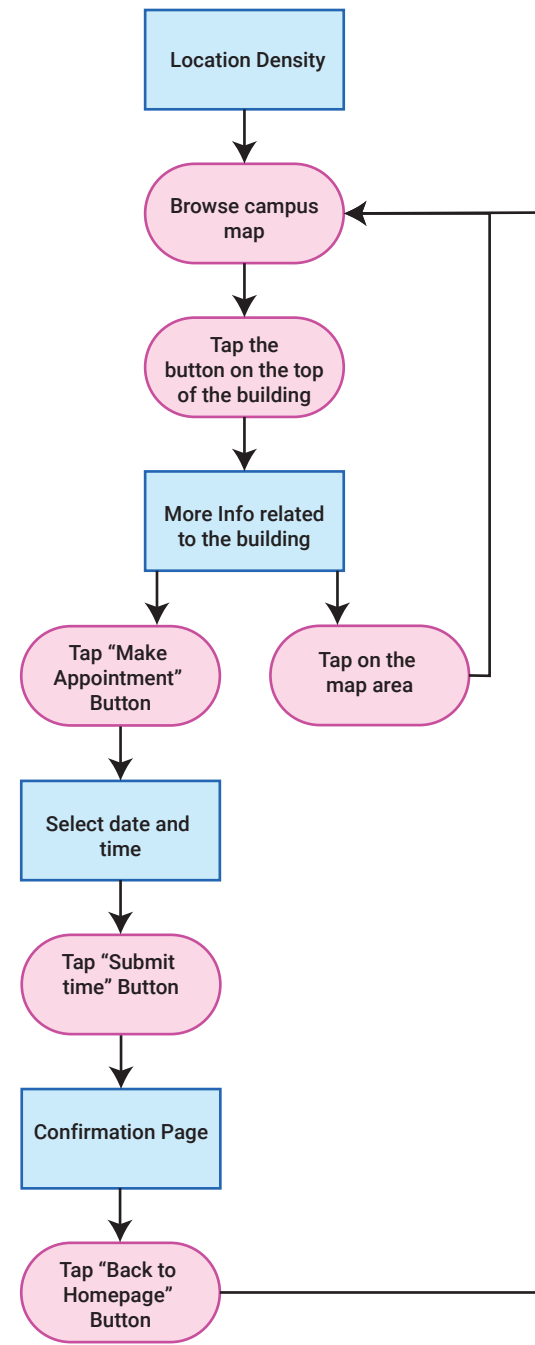 Location Density
Browse campus
map
Tap the
button on the top
of the building
More Info related
to the building
Tap “Make
Appointment”
Button
Tap on the
map area
Select date and
time
Tap “Submit
time” Button
Confirmation Page
Tap “Back to
Homepage”
Button